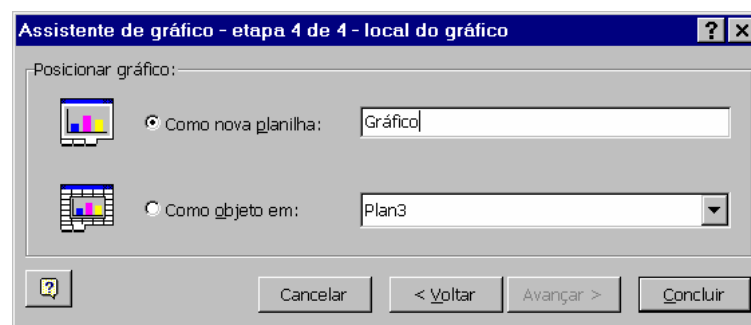 Assistente de gráfico - etapa 4 de 4 - local do gráfico
Posicionar gráfico:
Como nova planilha: Gráfico
Como objeto em: Plan3
Cancelar < Voltar Avançar > Concluir